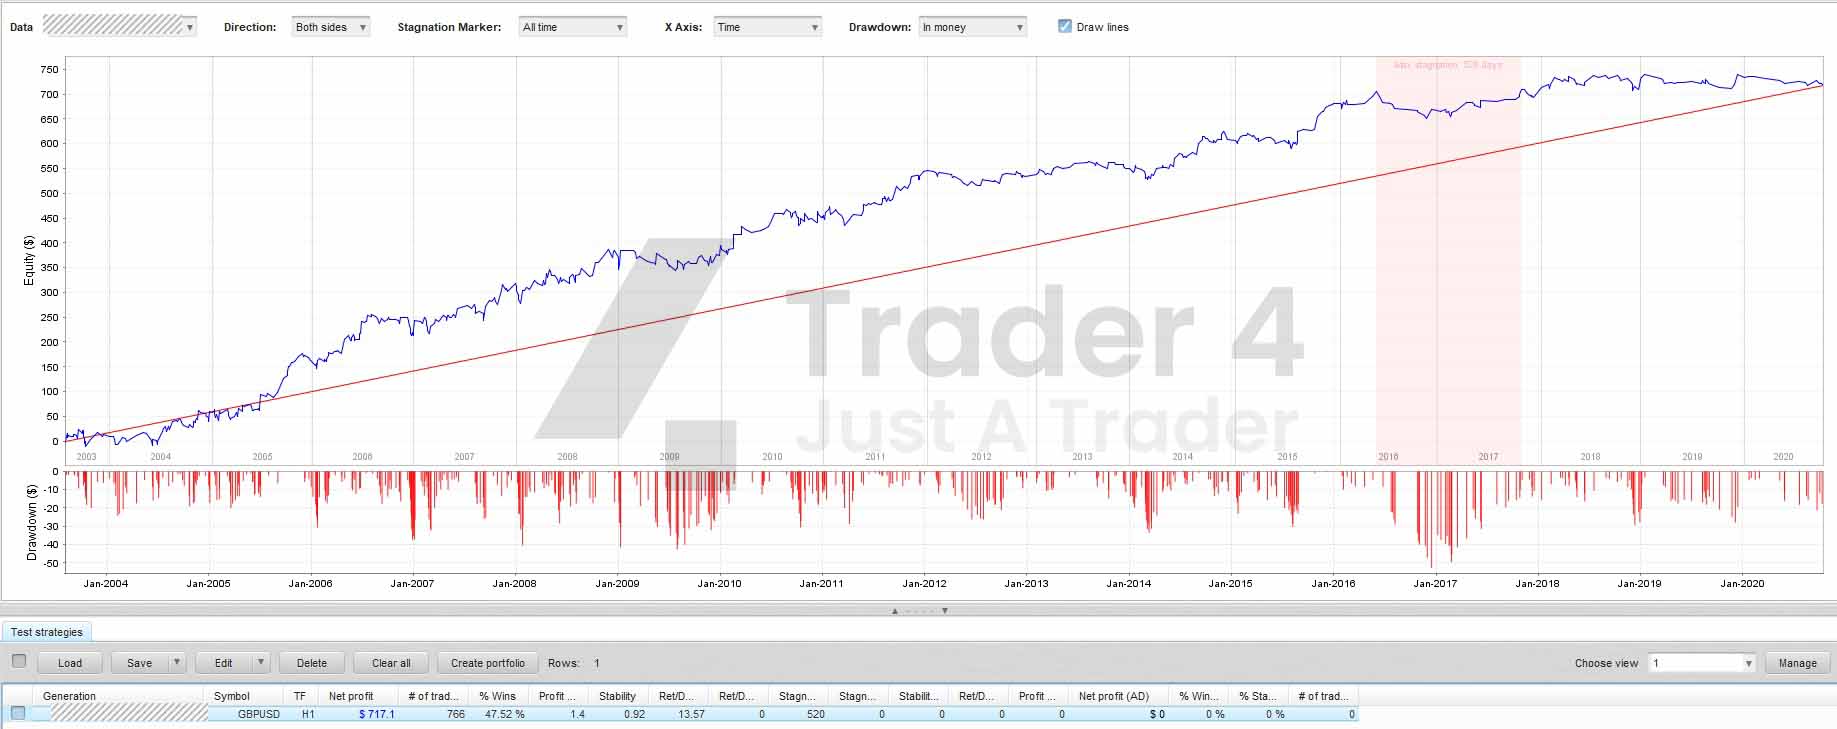 Data Direction: Both sides Stagnation Marker: All time X Axis: Time Drawdown: In money Draw lines
Max stagnation: 520 days
750
700
650
600
550
500
450
400
350
300
250
200
150
100
50
0
Equity ($)
Trader 4
Just A Trader
2003 2004 2005 2006 2007 2008 2009 2010 2011 2012 2013 2015 2016 2017 2018 2019 2020
0
-10
-20
-30
-40
-50
Drawdown ($)
Jan-2004 Jan-2005 Jan-2006 Jan-2007 Jan-2008 Jan-2009 Jan-2010 Jan-2011 Jan-2012 Jan-2013 Jan-2014 Jan-2015 Jan-2016 Jan-2017 Jan-2018 Jan-2019 Jan-2020
Test strategies
Load Save Edit Delete Clear all Create portfolio Rows: 1 Choose view 1 Manage
Generation Symbol TF Net profit # of trad... % Wins Profit ... Stability Ret/D... Ret/D... Stagn... Stagn... Stabilit... Ret/D... Profit ... Net profit (AD) % Win... % Sta... # of trad...
GBPUSD H1 $ 717.1 766 47.52 % 1.4 0.92 13.57 0 520 0 0 0 0 $ 0 0 % 0 % 0